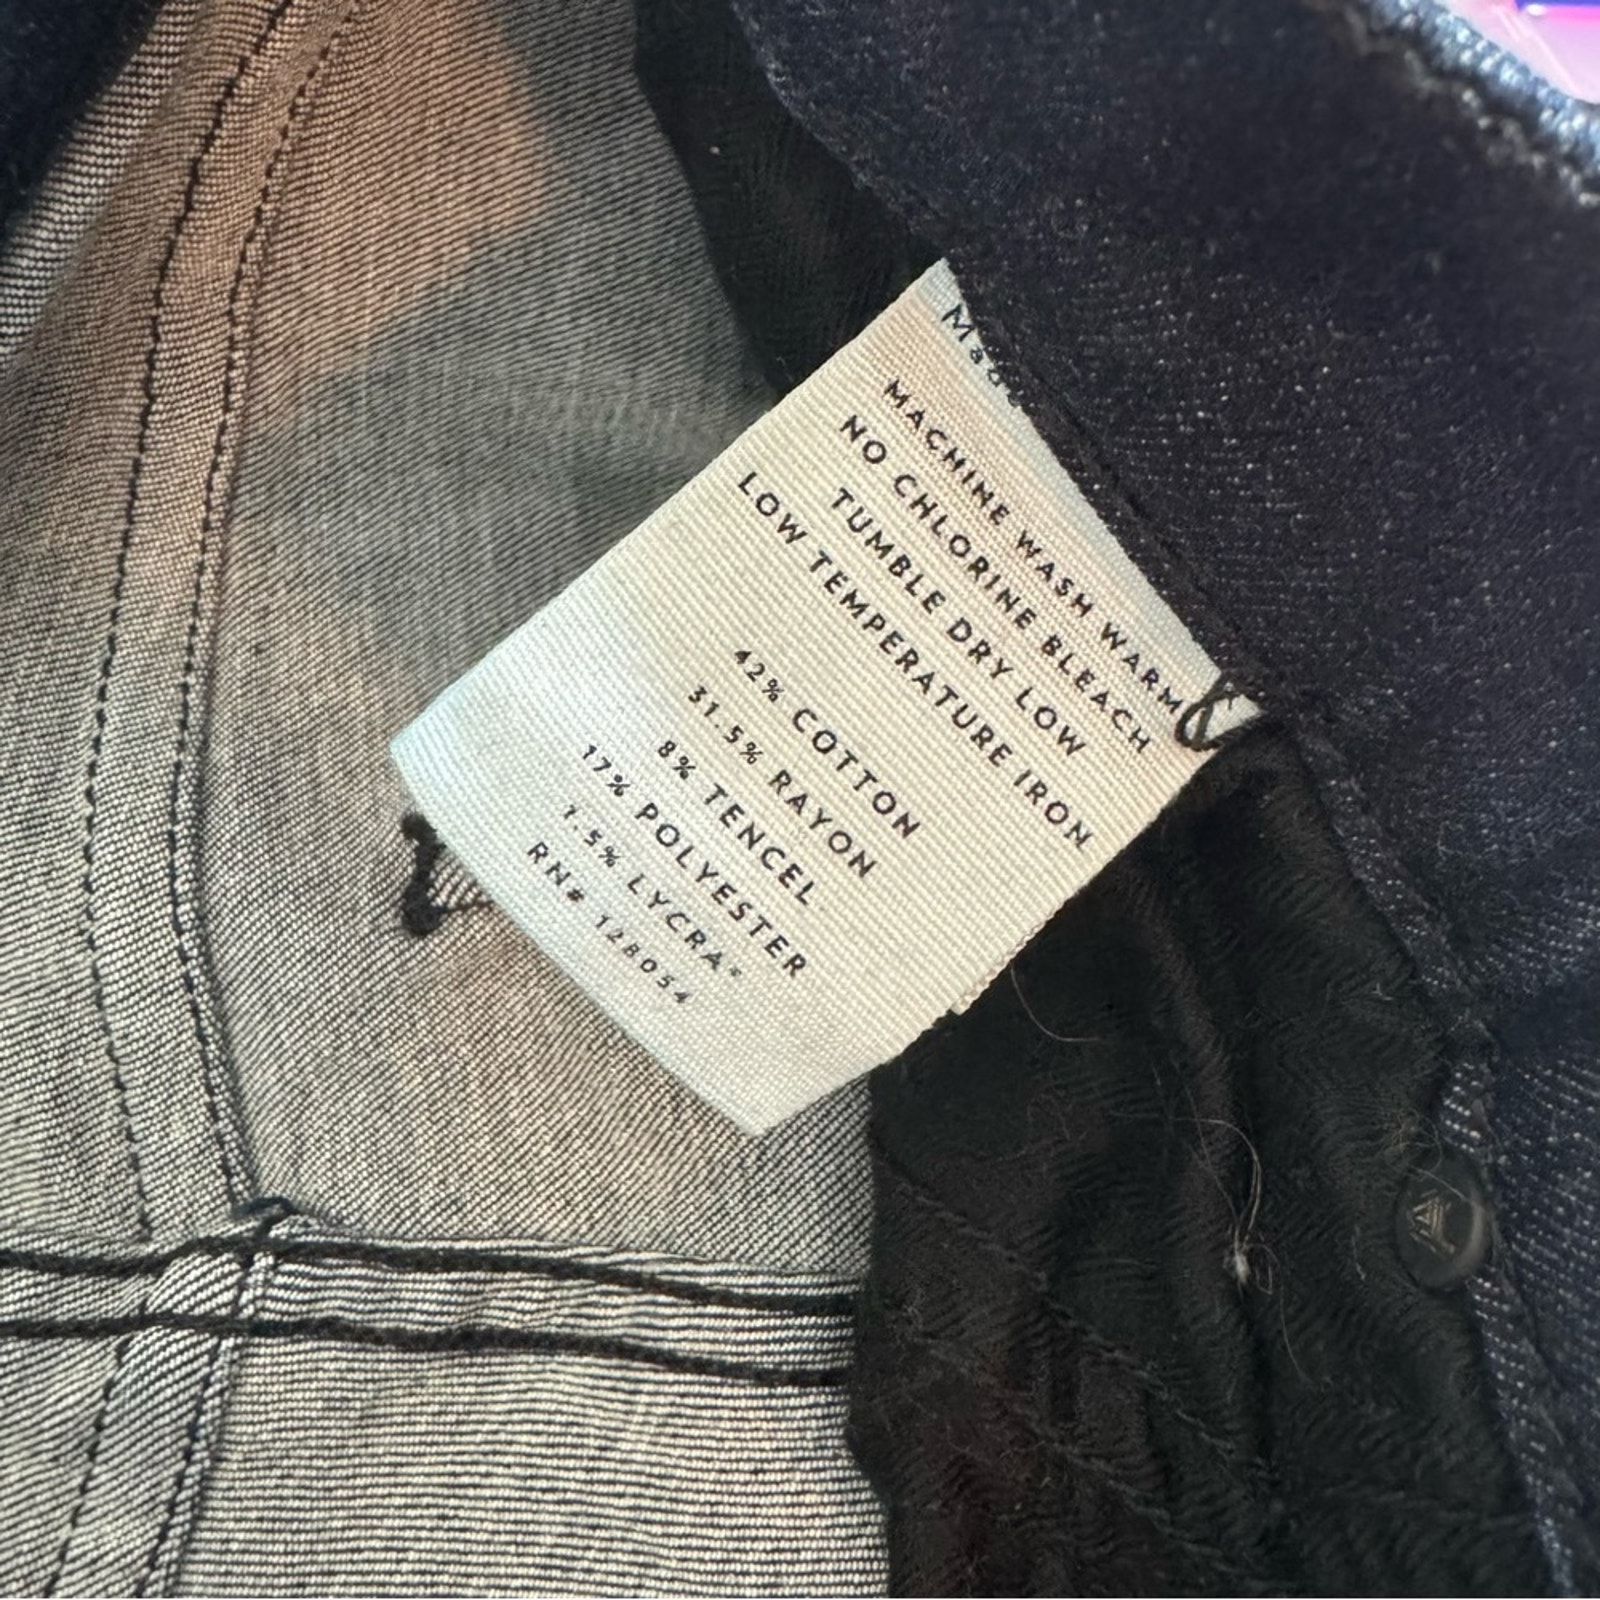 MACHINE WASH WARM
NO CHLORINE BLEACH
TUMBLE DRY LOW
LOW TEMPERATURE IRON
42% COTTON
31.5% RAYON
8% TENCEL
17% POLYESTER
1.5% LYCRA®
RN# 128054